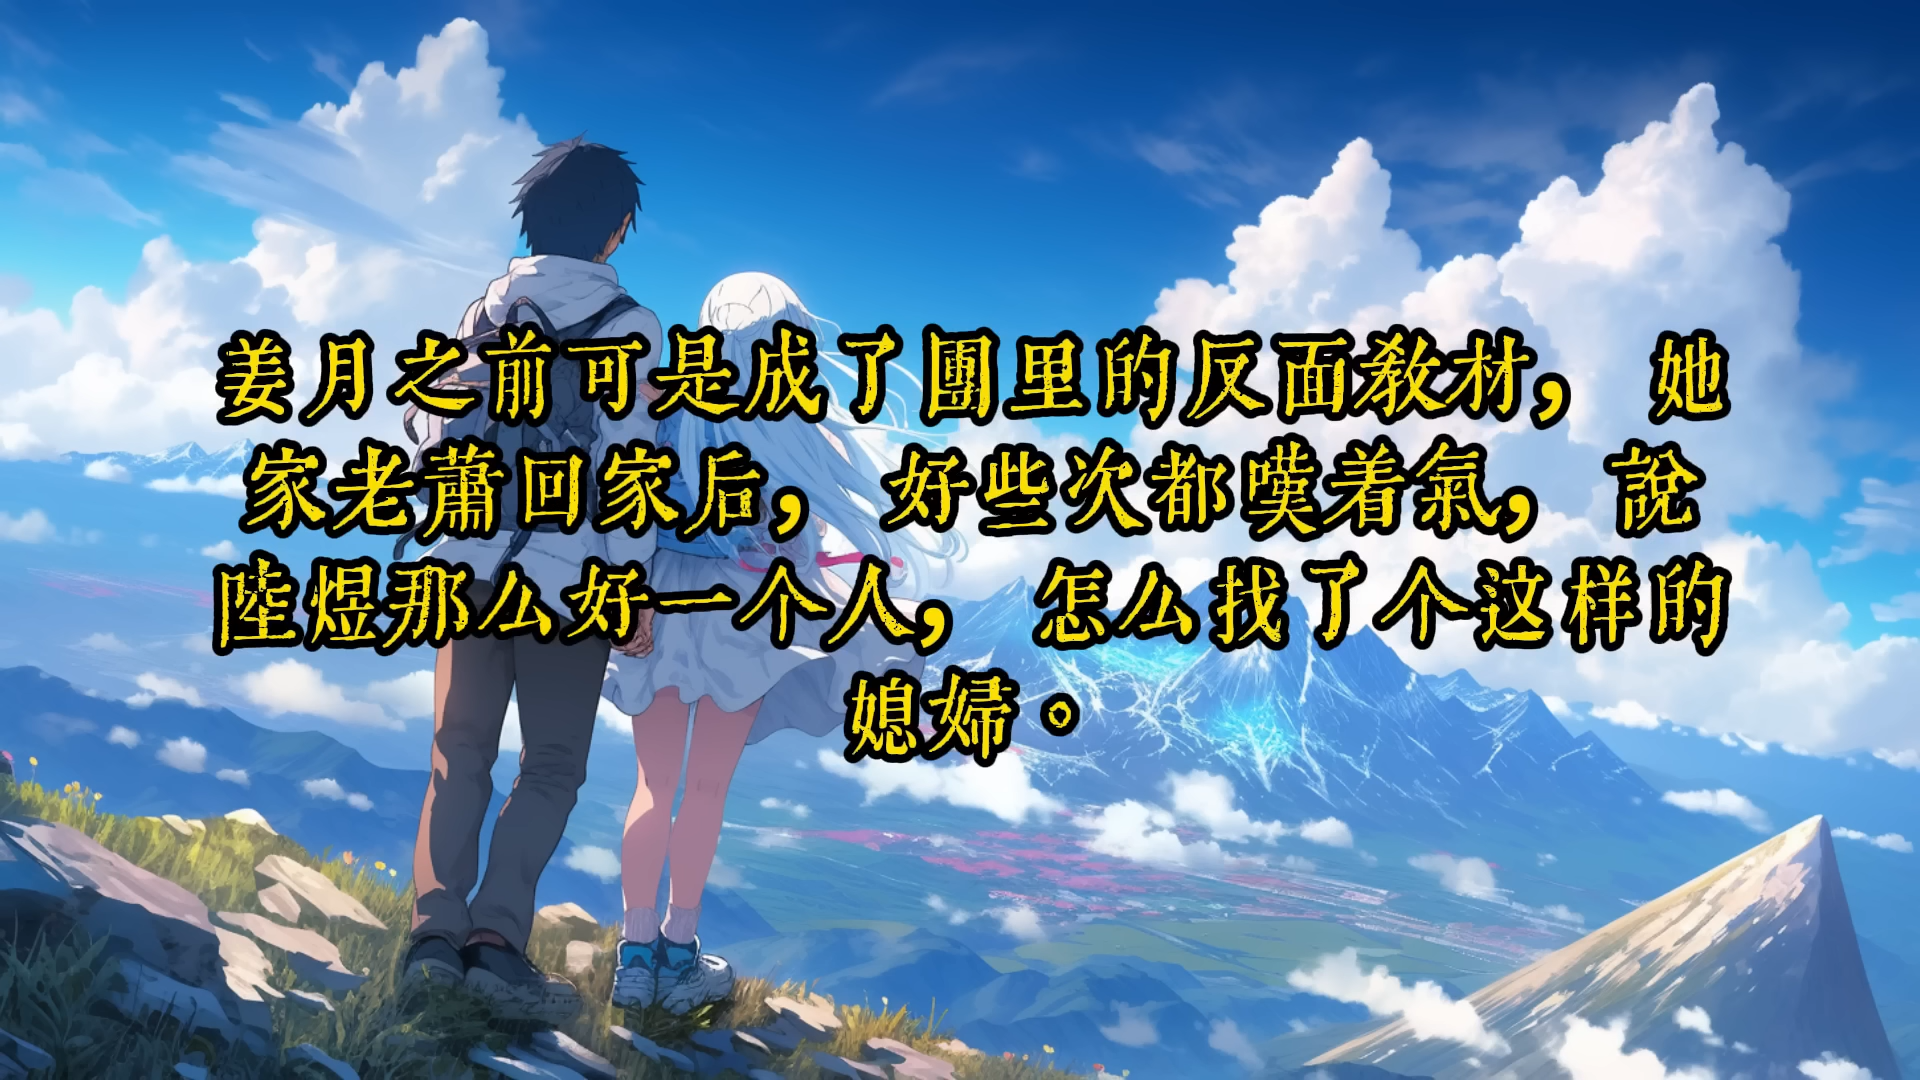 姜月之前可是成了團里的反面教材， 她
家老蕭回家后， 好些次都嘆着氣， 說
陸煜那么好一个人， 怎么找了个这样的
媳婦。